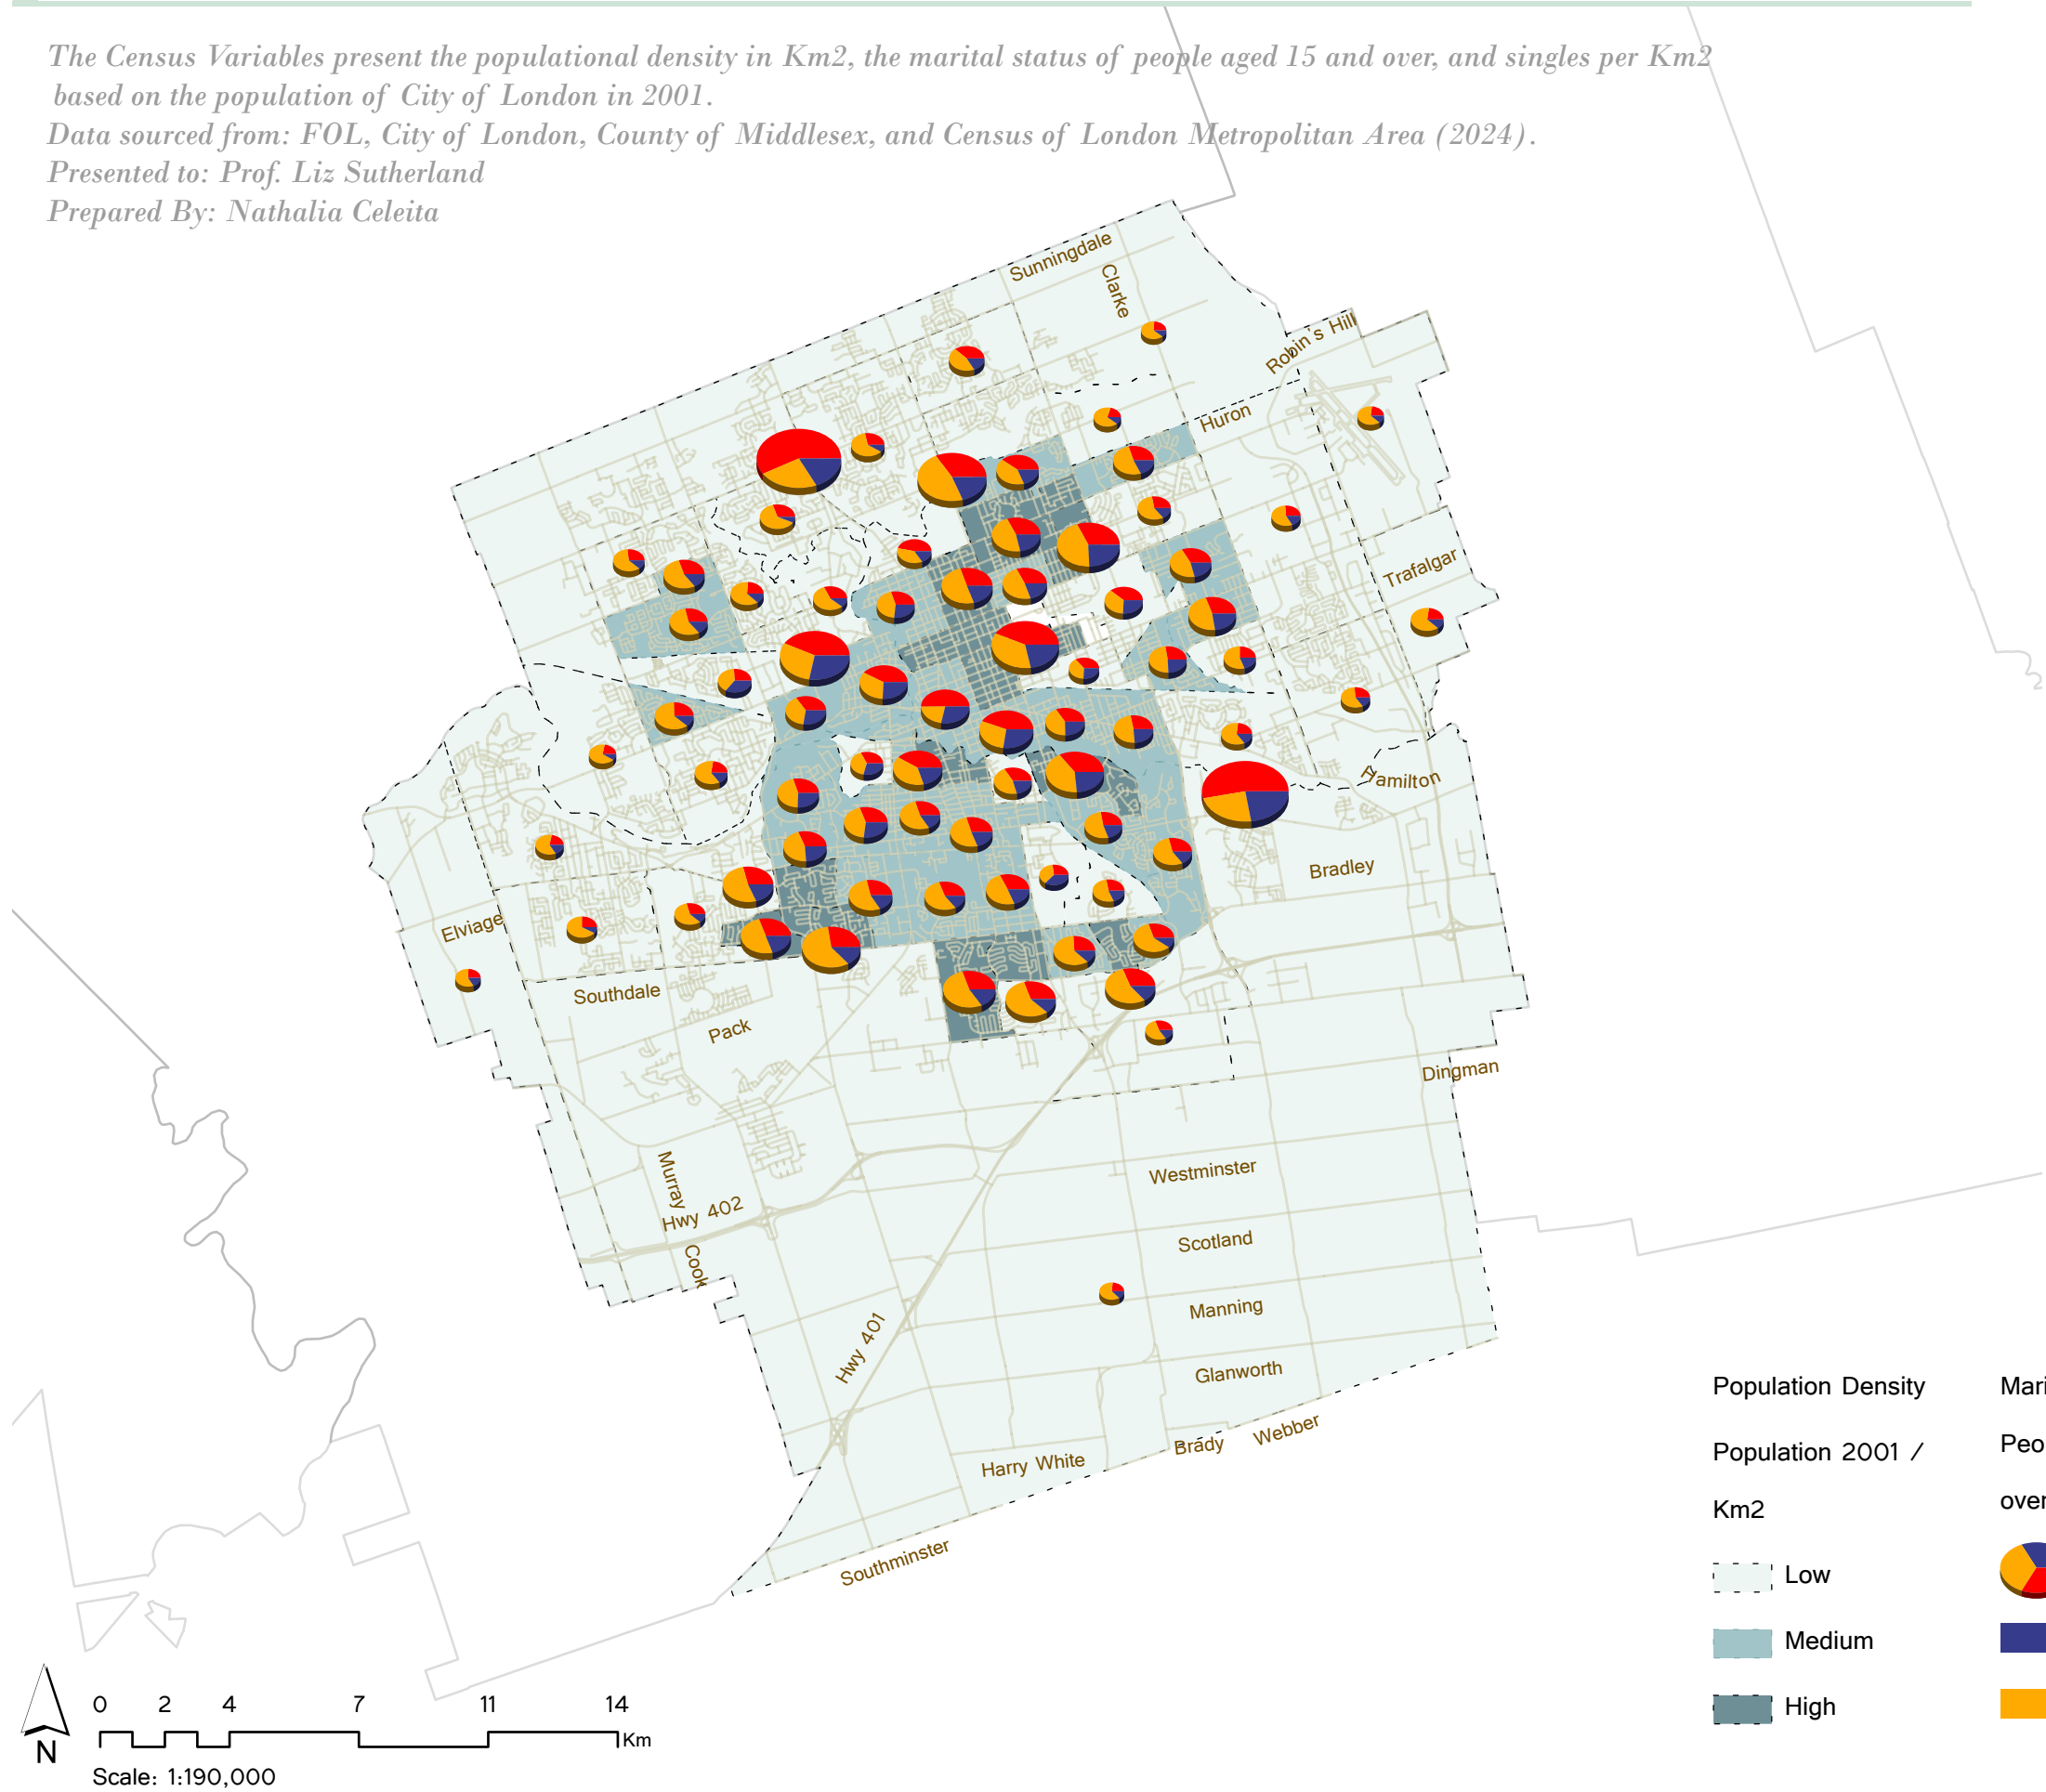 The Census Variables present the populational density in Km2, the marital status of people aged 15 and over, and singles per Km2
based on the population of City of London in 2001.
Data sourced from: FOL, City of London, County of Middlesex, and Census of London Metropolitan Area (2024).
Presented to: Prof. Liz Sutherland
Prepared By: Nathalia Celeita
Sunningdale
Clarke
Robin's Hill
Huron
Trafalgar
Hamilton
Bradley
Elviage
Southdale
Pack
Dingman
Murray
Westminster
Hwy 402
Scotland
Cook
Manning
Hwy 401
Glanworth
Webber
Brady
Harry White
Southminster
Population Density
Population 2001 /
Km2
Low
Medium
High
Mari
Peo
over
0 2 4 7 11 14
Km
N
Scale: 1:190,000